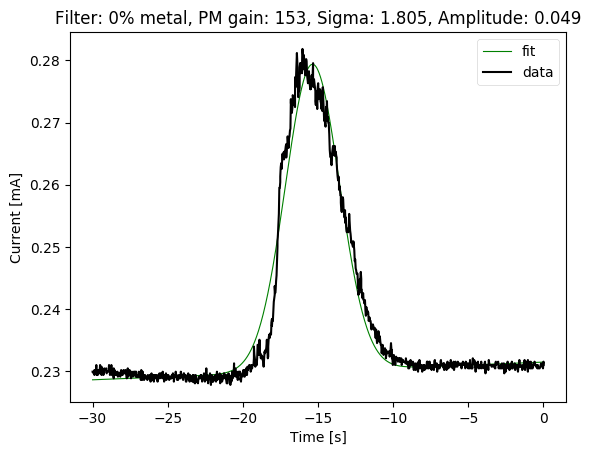 Filter: 0% metal, PM gain: 153, Sigma: 1.805, Amplitude: 0.049
fit
data
0.28
0.27
0.26
0.25
0.24
0.23
Current [mA]
−30
−25
−20
−15
−10
−5
0
Time [s]